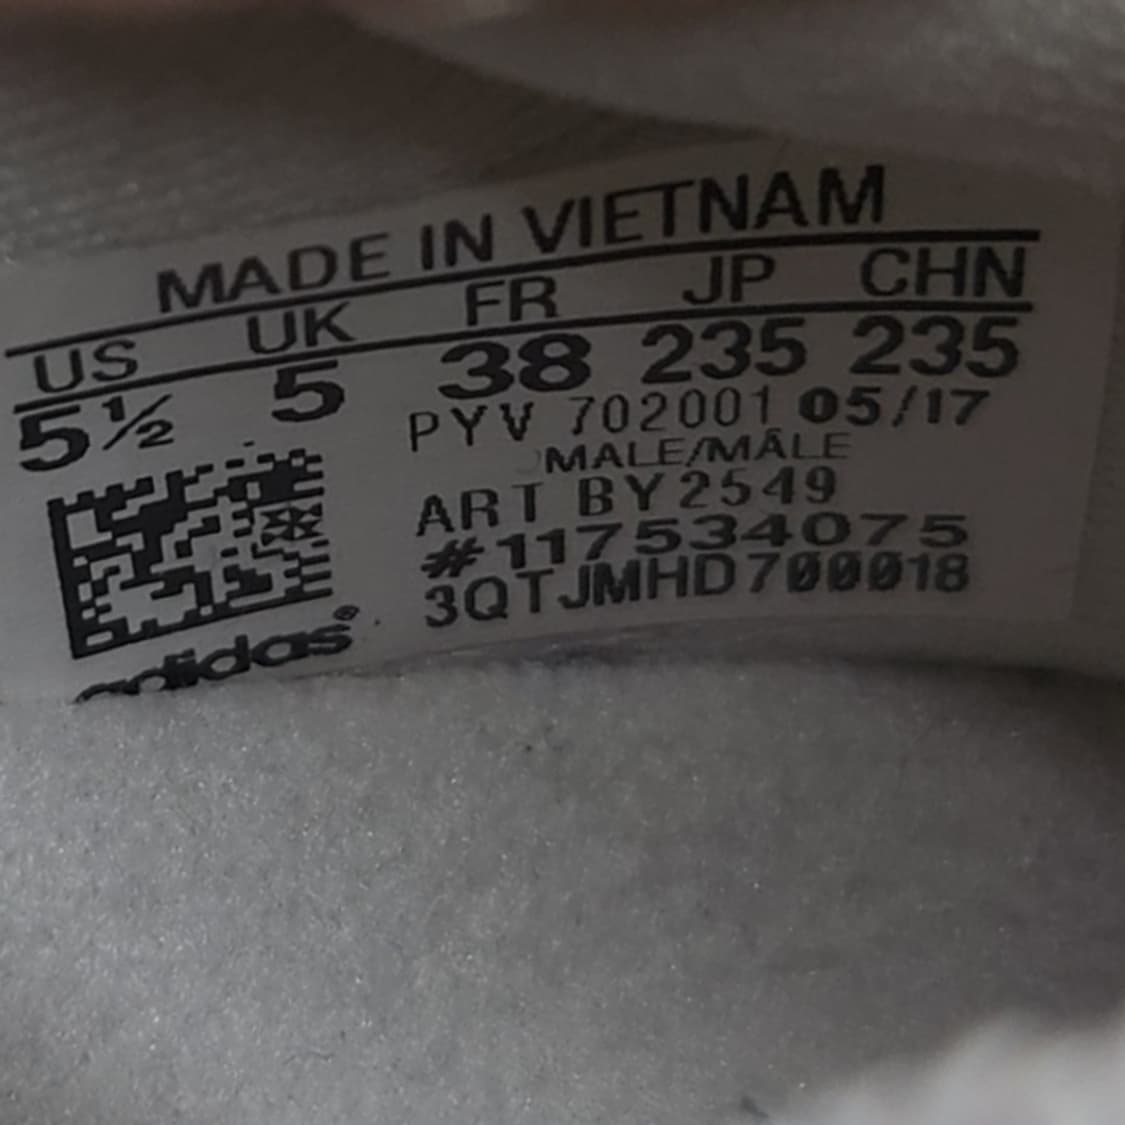 MADE IN VIETNAM
US UK FR JP CHN
5½ 5 38 235 235
PYV 702001 05/17
MALE/MÂLE
ART BY2549
#117534075
3QTJMHD700018
adidas®